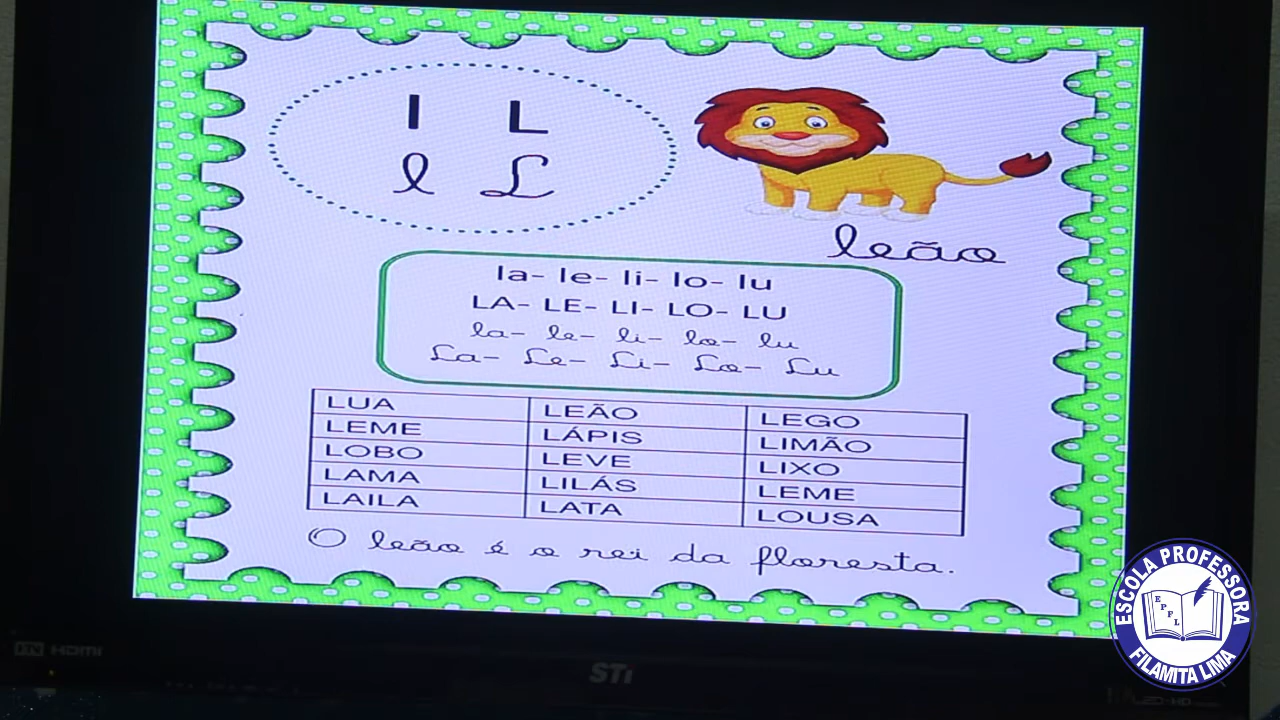 l L
l L
leão
la- le- li- lo- lu
LA- LE- LI- LO- LU
la- le- li- lo- lu
La- Le- Li- Lo- Lu
LUA LEÃO LEGO
LEME LÁPIS LIMÃO
LOBO LEVE LIXO
LAMA LILÁS LEME
LAILA LATA LOUSA
O leão é o rei da floresta.
ESCOLA PROFESSORA
EPFL
FILAMITA LIMA
HDMI
STi